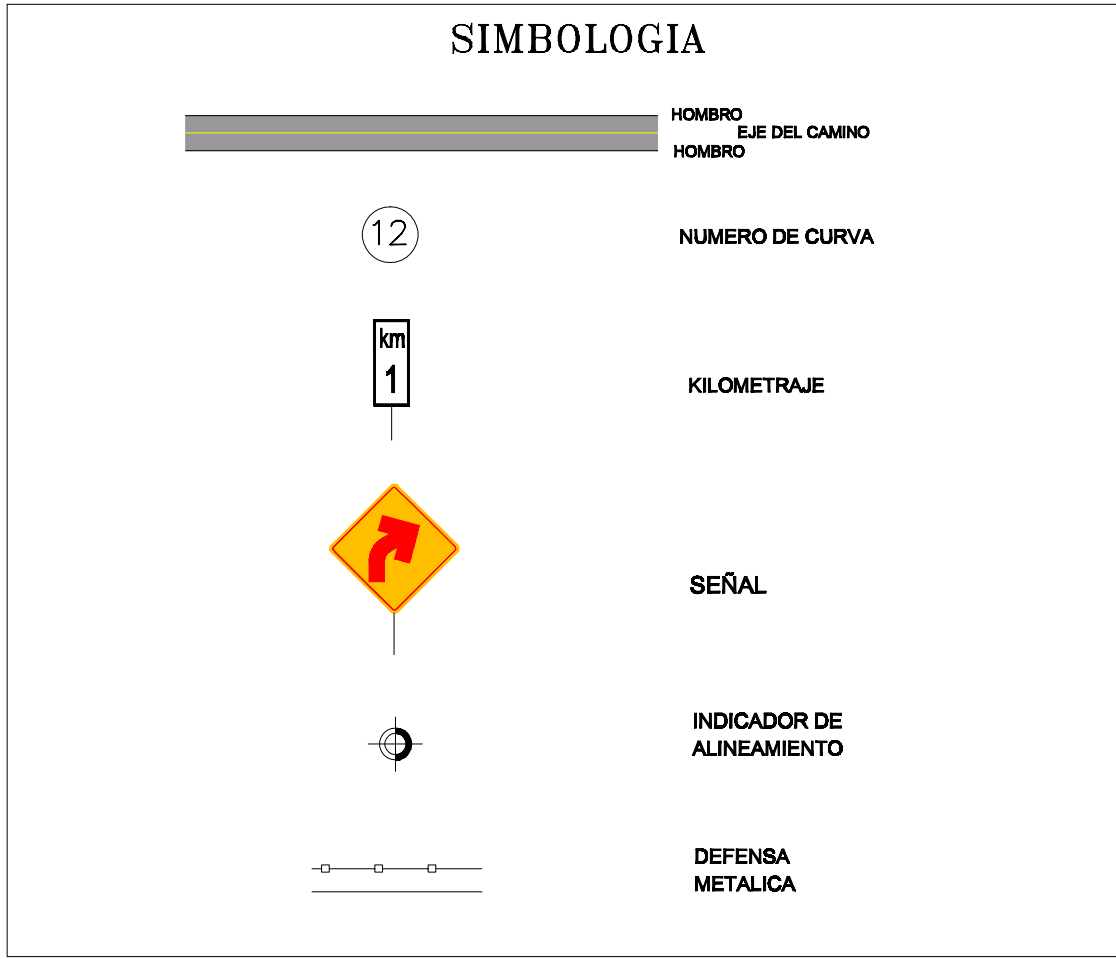 SIMBOLOGIA
HOMBRO
EJE DEL CAMINO
HOMBRO
12
NUMERO DE CURVA
km
1
KILOMETRAJE
SEÑAL
INDICADOR DE
ALINEAMIENTO
DEFENSA
METALICA